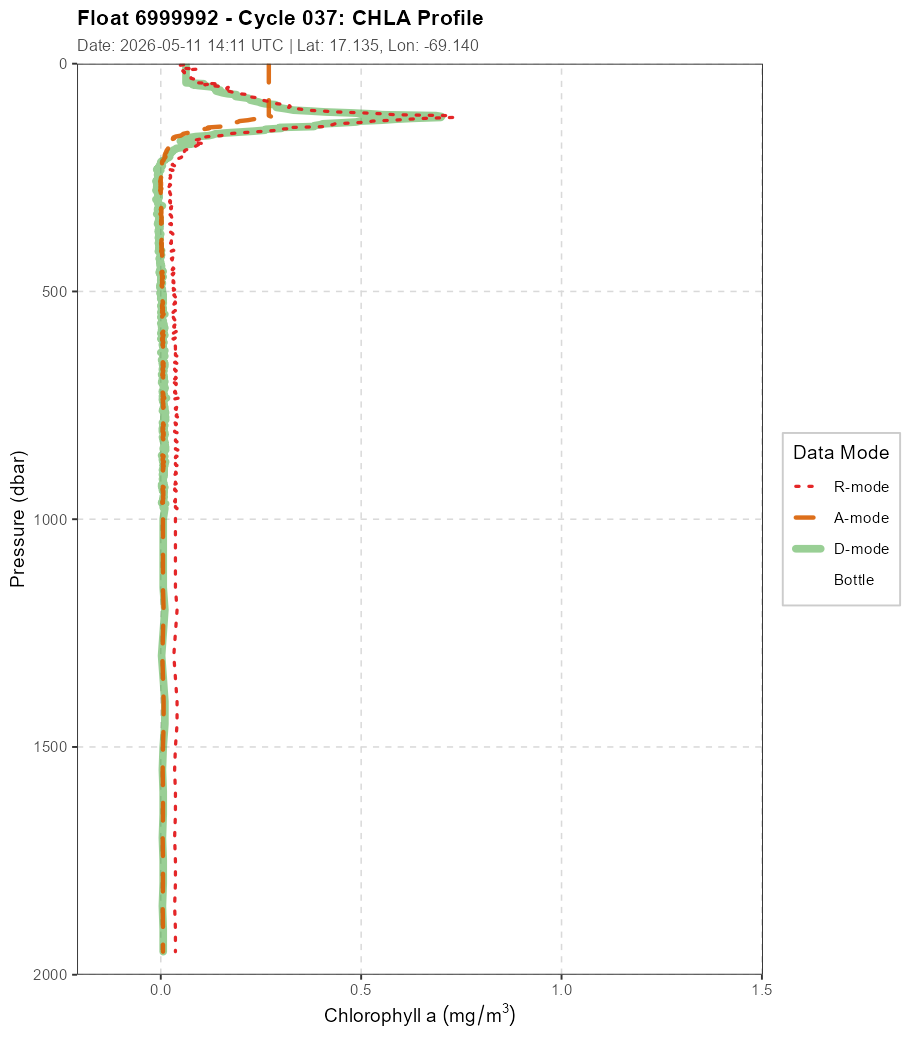 Float 6999992 - Cycle 037: CHLA Profile
Date: 2026-05-11 14:11 UTC | Lat: 17.135, Lon: -69.140
0
500
1000
1500
2000
Pressure (dbar)
0.0 0.5 1.0 1.5
Chlorophyll a (mg/m³)
Data Mode
R-mode
A-mode
D-mode
Bottle